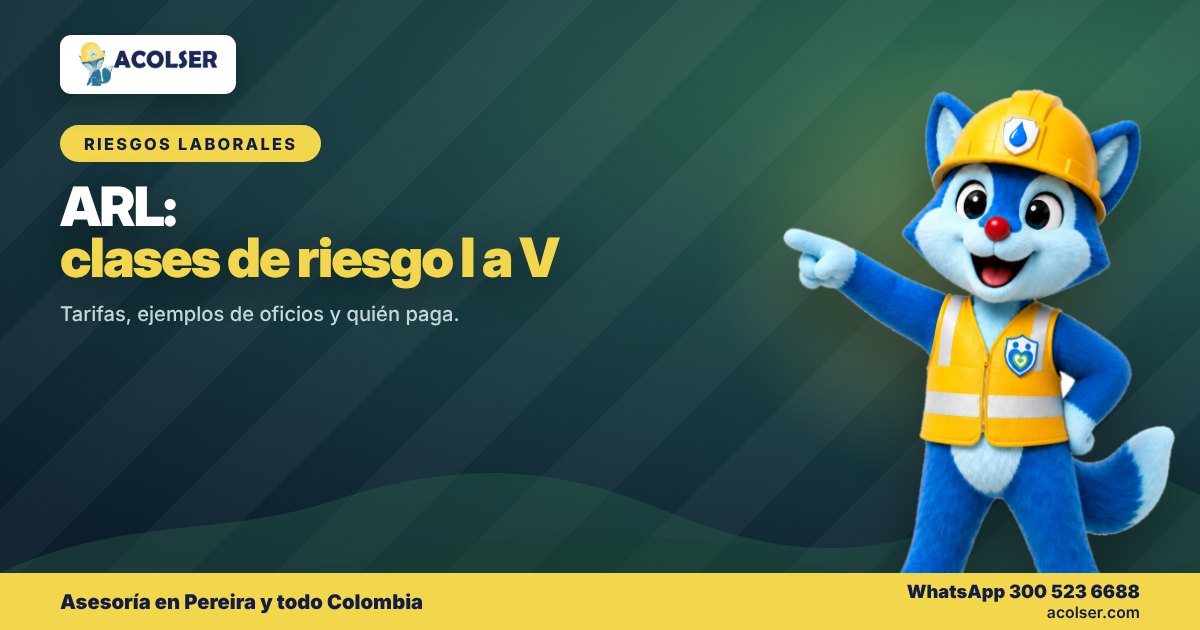 ACOLSER
RIESGOS LABORALES
ARL:
clases de riesgo I a V
Tarifas, ejemplos de oficios y quién paga.
Asesoría en Pereira y todo Colombia
WhatsApp 300 523 6688
acolser.com